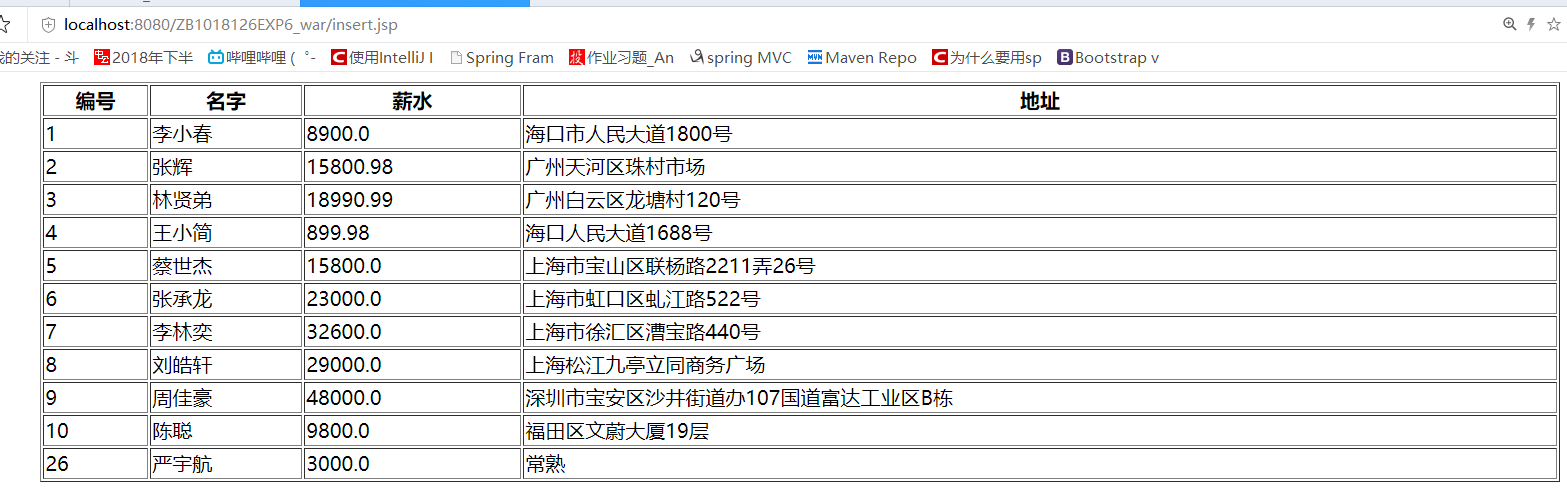 localhost:8080/ZB1018126EXP6_war/insert.jsp
的关注 - 斗 2018年下半 哔哩哔哩 ( ゜- 使用IntelliJ I Spring Fram 作业习题_An spring MVC Maven Repo 为什么要用sp Bootstrap v
编号 名字 薪水 地址
1 李小春 8900.0 海口市人民大道1800号
2 张辉 15800.98 广州天河区珠村市场
3 林贤弟 18990.99 广州白云区龙塘村120号
4 王小简 899.98 海口人民大道1688号
5 蔡世杰 15800.0 上海市宝山区联杨路2211弄26号
6 张承龙 23000.0 上海市虹口区虬江路522号
7 李林奕 32600.0 上海市徐汇区漕宝路440号
8 刘皓轩 29000.0 上海松江九亭立同商务广场
9 周佳豪 48000.0 深圳市宝安区沙井街道办107国道富达工业区B栋
10 陈聪 9800.0 福田区文蔚大厦19层
26 严宇航 3000.0 常熟